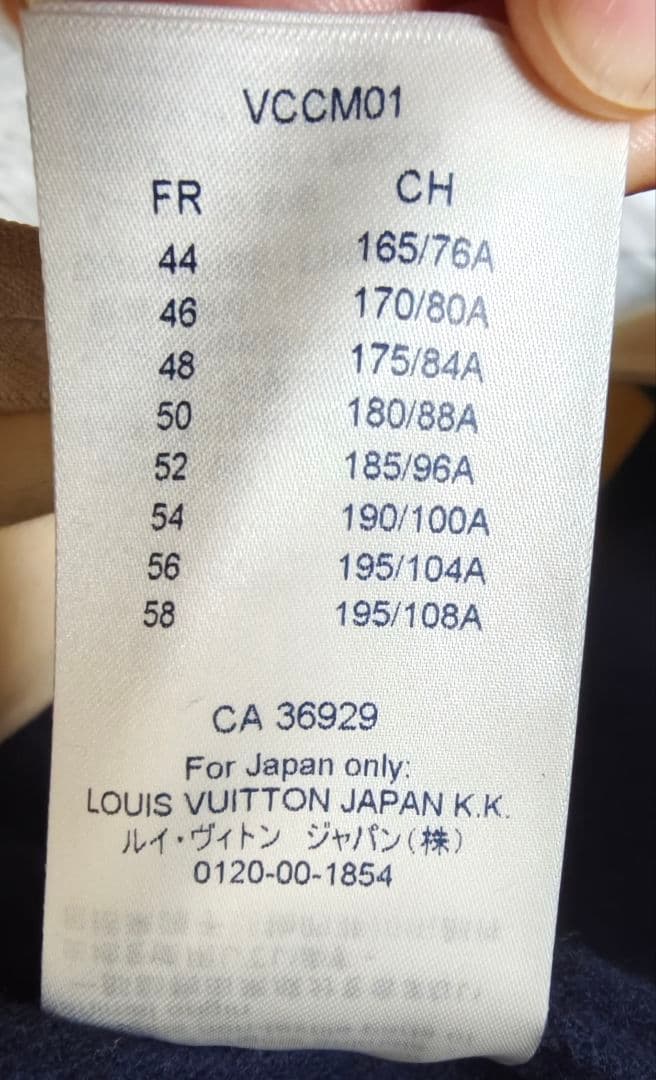 VCCM01
FR CH
44 165/76A
46 170/80A
48 175/84A
50 180/88A
52 185/96A
54 190/100A
56 195/104A
58 195/108A
CA 36929
For Japan only:
LOUIS VUITTON JAPAN K.K.
ルイ・ヴィトン ジャパン(株)
0120-00-1854